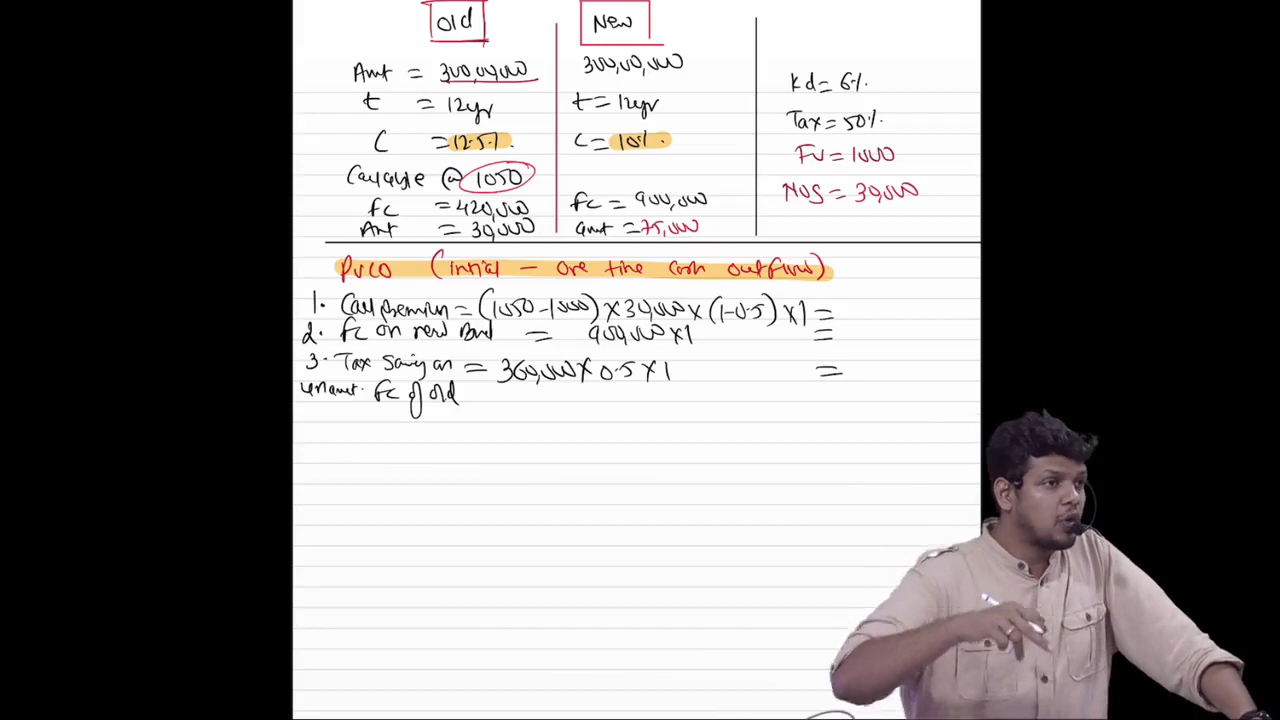 Old
Amt = 300,00,000
t = 12yr
C = 12.5%.
Callable @ 1050
fc = 420,000
Amt = 30,000
New
300,00,000
t = 12yr
C = 10%.
fc = 900,000
amt = 75,000
Kd = 6%.
Tax = 50%.
FV = 1000
NOS = 30,000
PVCO (initial - one time cash outflow)
1. Call premium = (1050-1000) × 30,000 × (1-0.5) × 1 =
2. fc on new Bond = 900,000 × 1 =
3. Tax saving on = 360,000 × 0.5 × 1 =
unamt. fc of old